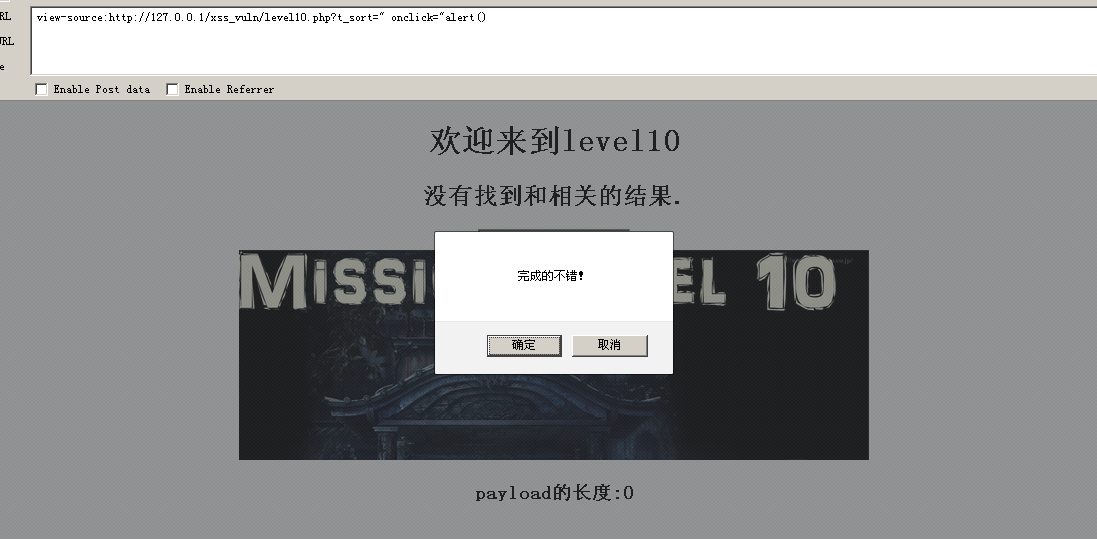 RL
view-source:http://127.0.0.1/xss_vuln/level10.php?t_sort=" onclick="alert()
URL
e
Enable Post data
Enable Referrer
欢迎来到level10
没有找到和相关的结果.
完成的不错!
MISSI
EL 10
确定
取消
payload的长度:0